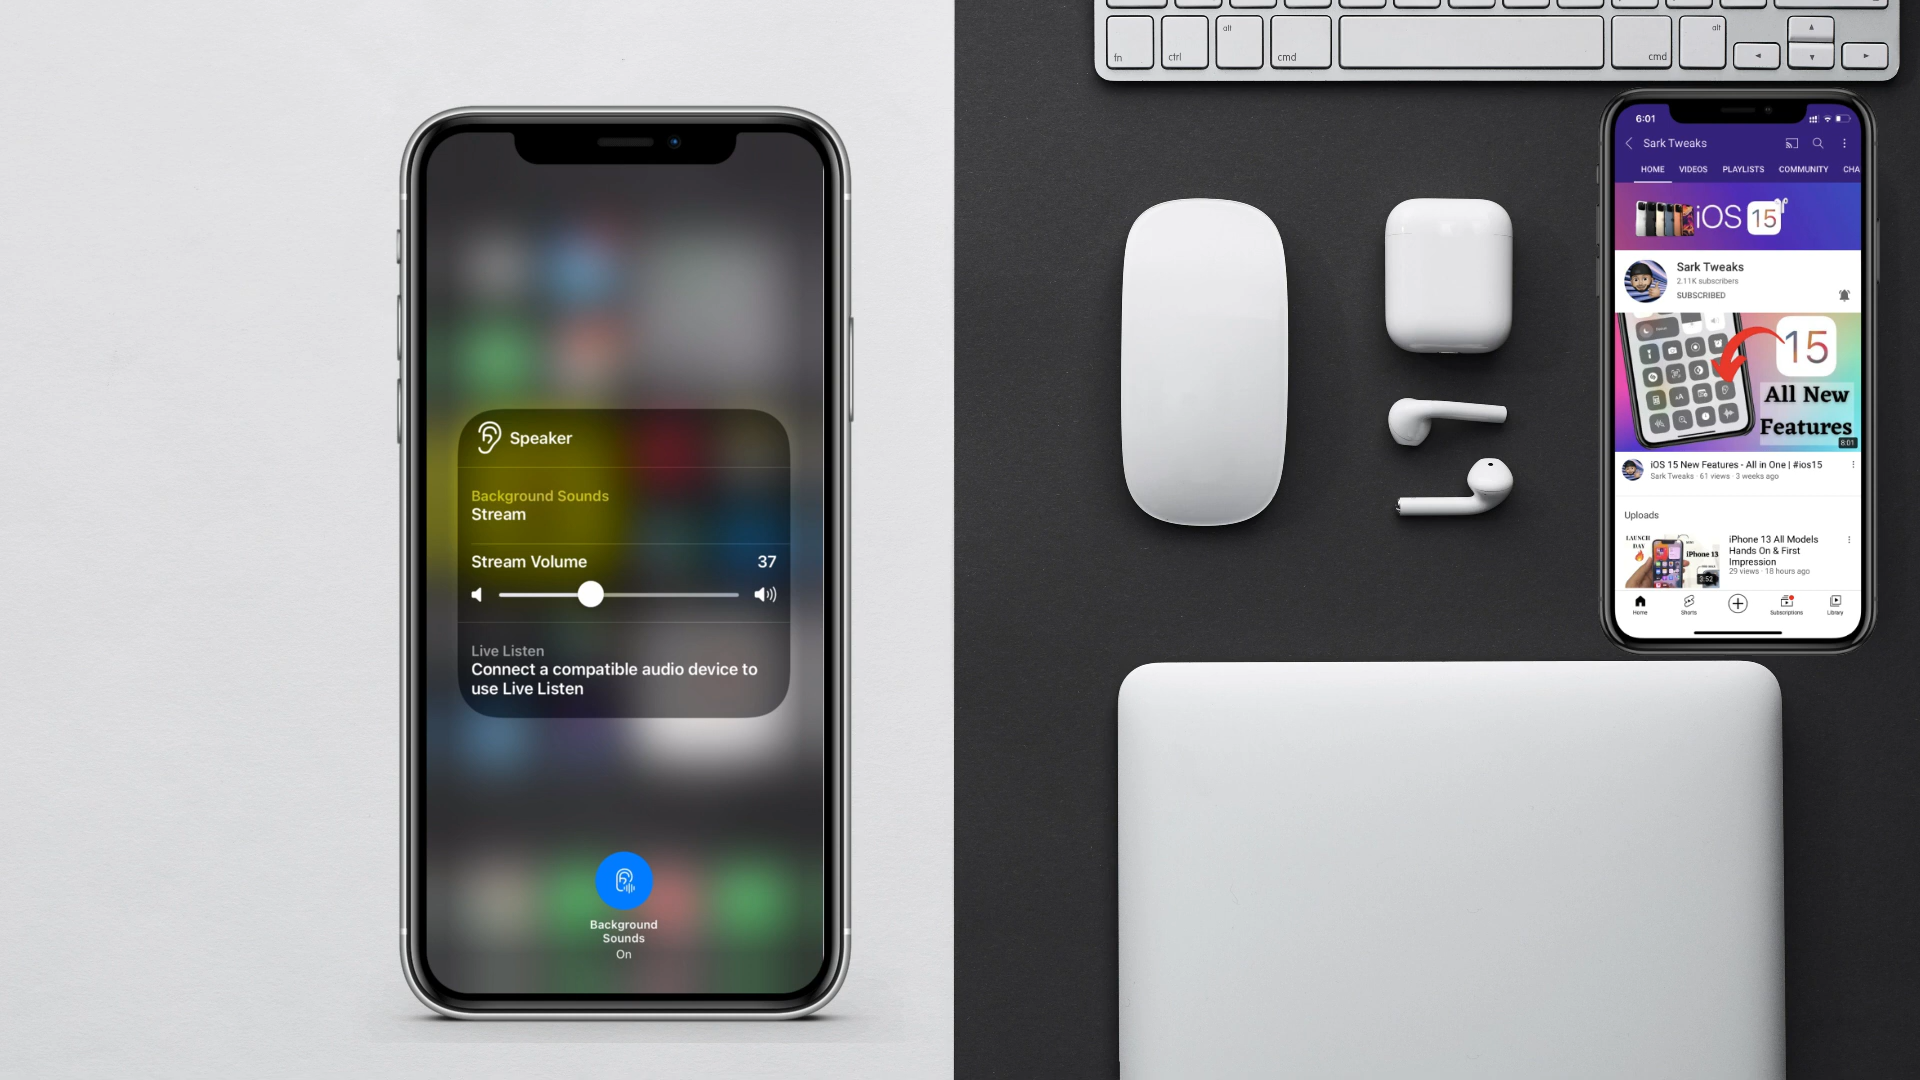 Speaker
Background Sounds
Stream
Stream Volume 37
Live Listen
Connect a compatible audio device to
use Live Listen
Background
Sounds
On
fn ctrl alt cmd cmd alt
6:01
Sark Tweaks
HOME VIDEOS PLAYLISTS COMMUNITY CHA
iOS 15
Sark Tweaks
2.11K subscribers
SUBSCRIBED
15
All New
Features
8:01
iOS 15 New Features - All in One | #ios15
Sark Tweaks · 61 views · 3 weeks ago
Uploads
LAUNCH
DAY
iPhone 13
3:52
iPhone 13 All Models
Hands On & First
Impression
29 views · 18 hours ago
Home Shorts Subscriptions Library